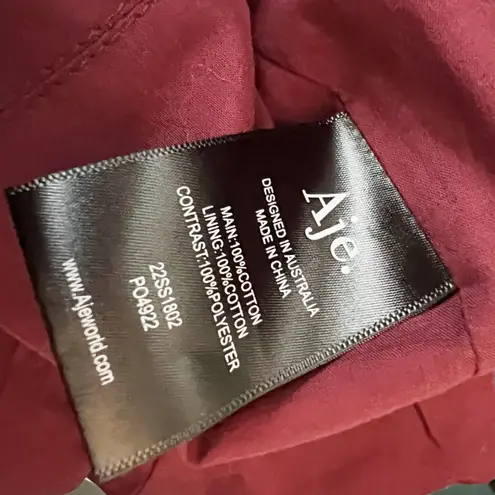 Aje.
DESIGNED IN AUSTRALIA
MADE IN CHINA
MAIN:100%COTTON
LINING:100%COTTON
CONTRAST:100%POLYESTER
22SS1802
PO4922
www.Ajeworld.com